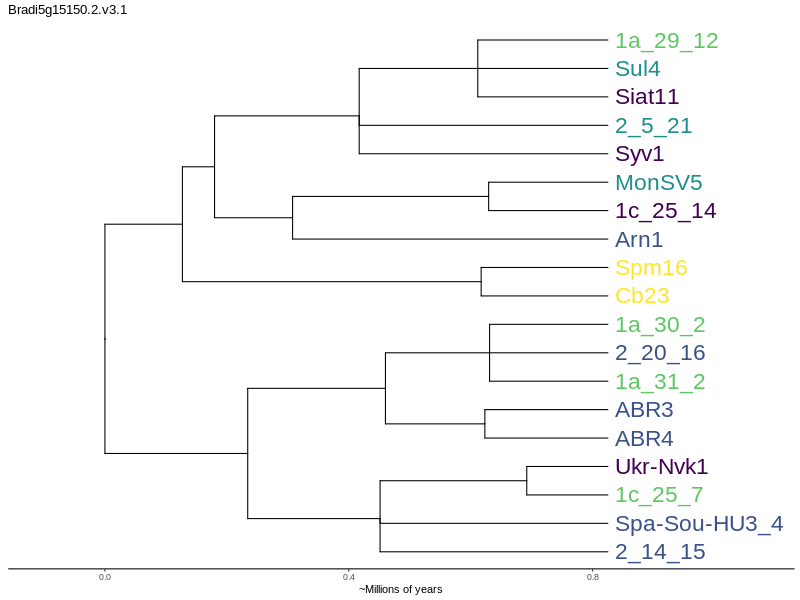 Bradi5g15150.2.v3.1
1a_29_12
Sul4
Siat11
2_5_21
Syv1
MonSV5
1c_25_14
Arn1
Spm16
Cb23
1a_30_2
2_20_16
1a_31_2
ABR3
ABR4
Ukr-Nvk1
1c_25_7
Spa-Sou-HU3_4
2_14_15
0.0 0.4 0.8
~Millions of years